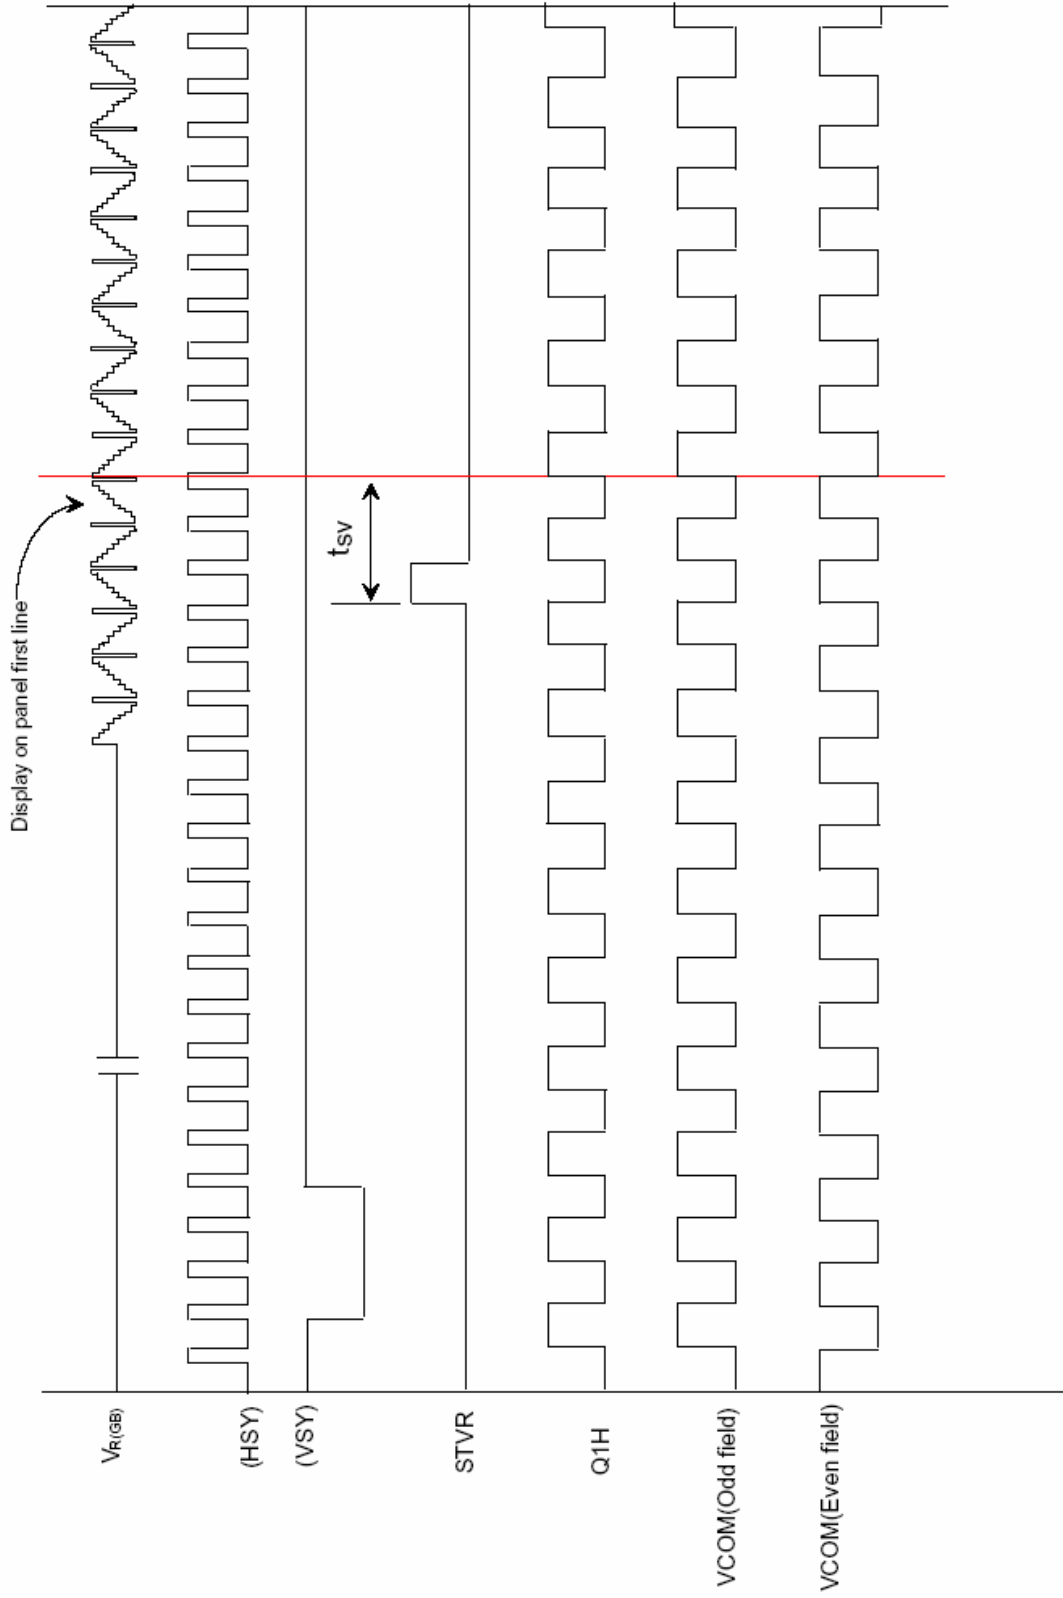 Display on panel first line
tSV
VR(GB)
(HSY)
(VSY)
STVR
Q1H
VCOM(Odd field)
VCOM(Even field)